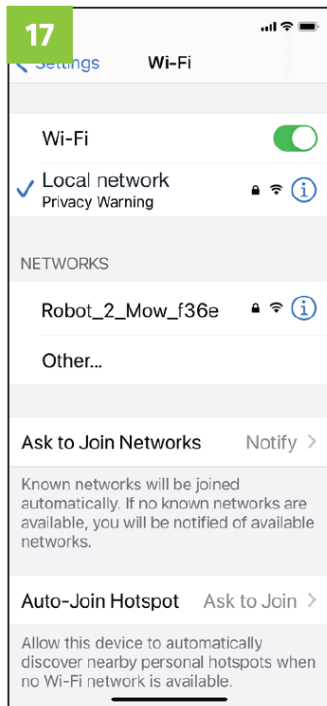 17
Settings Wi-Fi
Wi-Fi
Local network
Privacy Warning
NETWORKS
Robot_2_Mow_f36e
Other...
Ask to Join Networks Notify
Known networks will be joined
automatically. If no known networks are
available, you will be notified of available
networks.
Auto-Join Hotspot Ask to Join
Allow this device to automatically
discover nearby personal hotspots when
no Wi-Fi network is available.